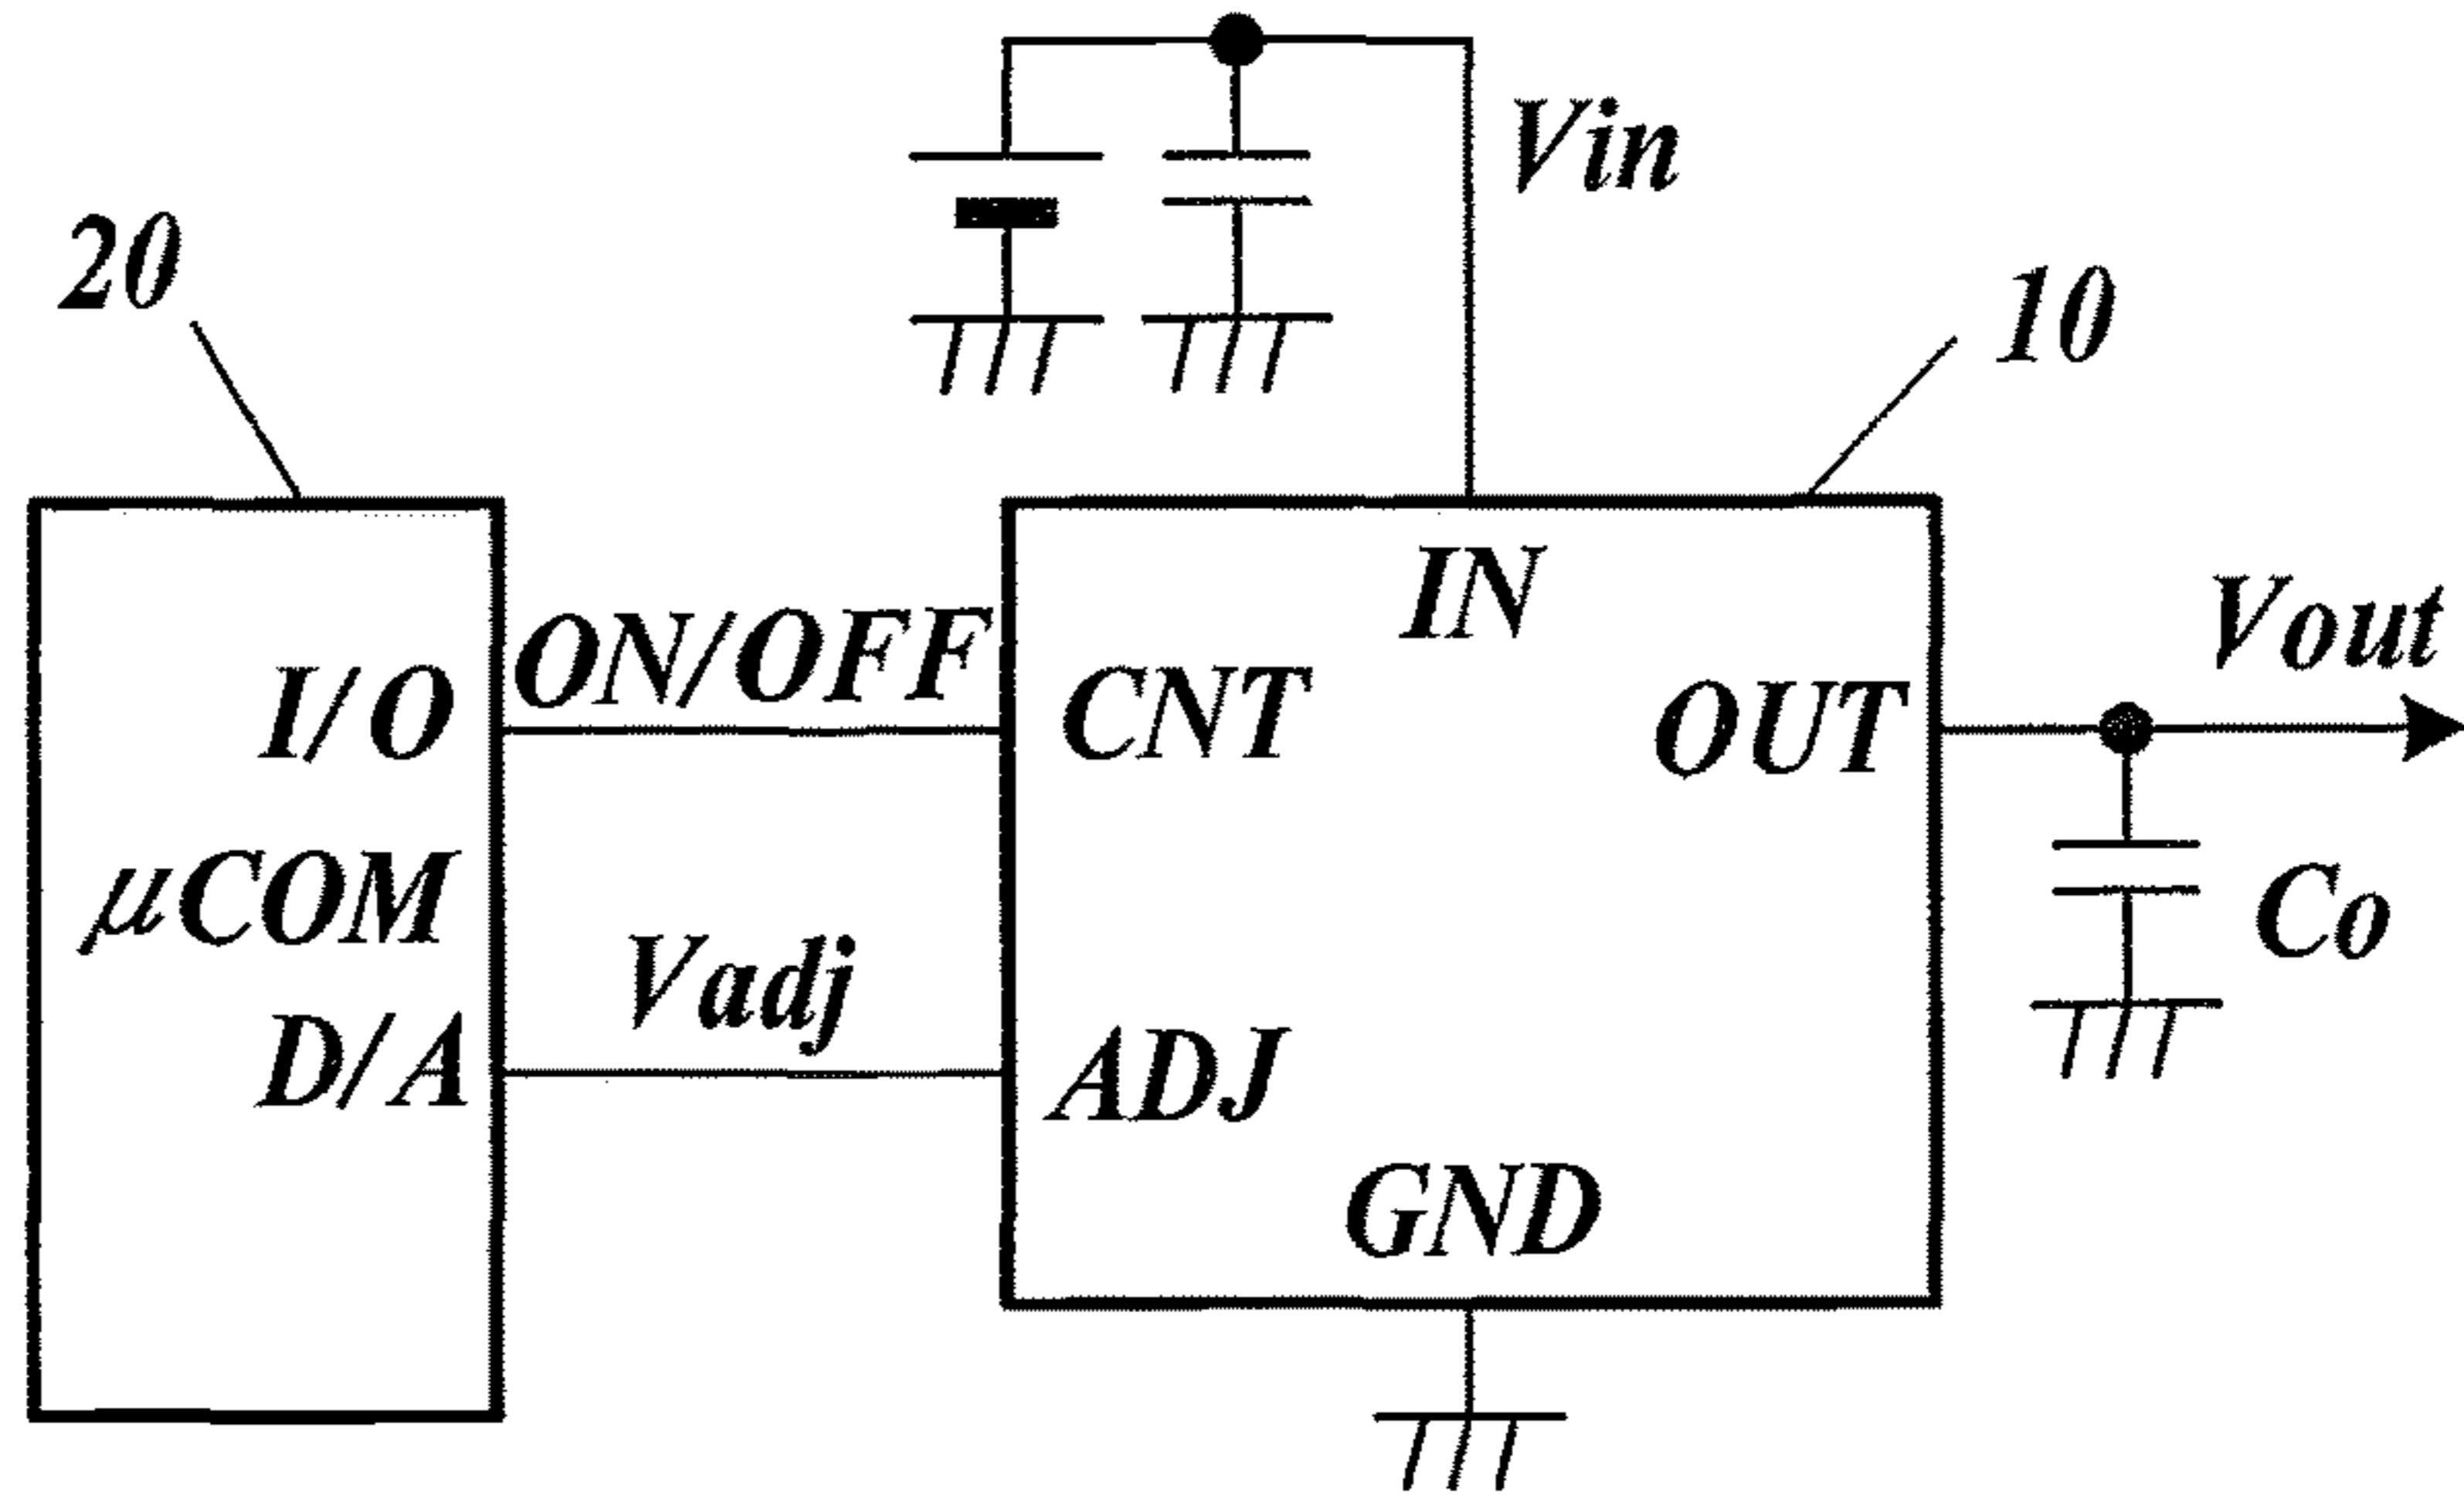 Vin
20
10
IN
ON/OFF
Vout
I/O
CNT
OUT
μCOM
Co
Vadj
D/A
ADJ
GND